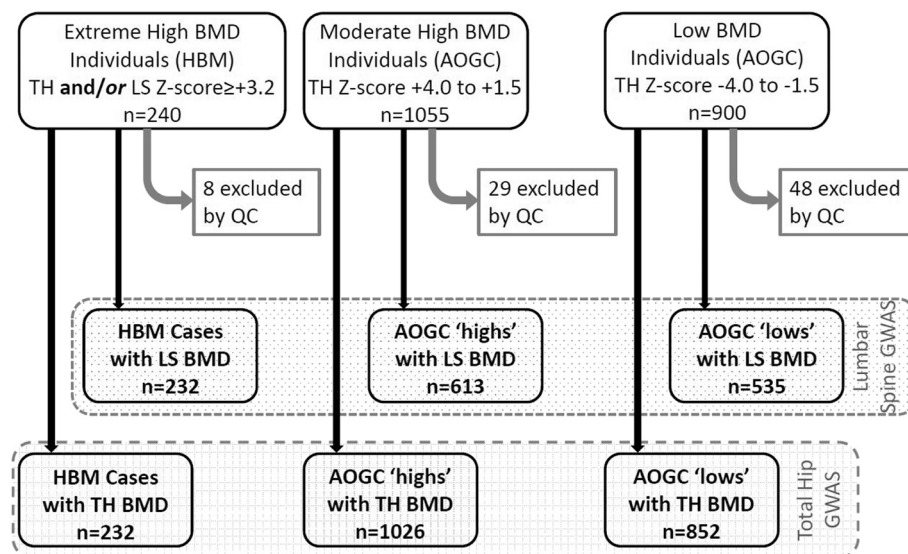 Extreme High BMD
Individuals (HBM)
TH and/or LS Z-score≥+3.2
n=240
Moderate High BMD
Individuals (AOGC)
TH Z-score +4.0 to +1.5
n=1055
Low BMD
Individuals (AOGC)
TH Z-score -4.0 to -1.5
n=900
8 excluded
by QC
29 excluded
by QC
48 excluded
by QC
HBM Cases
with LS BMD
n=232
AOGC ‘highs’
with LS BMD
n=613
AOGC ‘lows’
with LS BMD
n=535
Lumbar
Spine GWAS
HBM Cases
with TH BMD
n=232
AOGC ‘highs’
with TH BMD
n=1026
AOGC ‘lows’
with TH BMD
n=852
Total Hip
GWAS